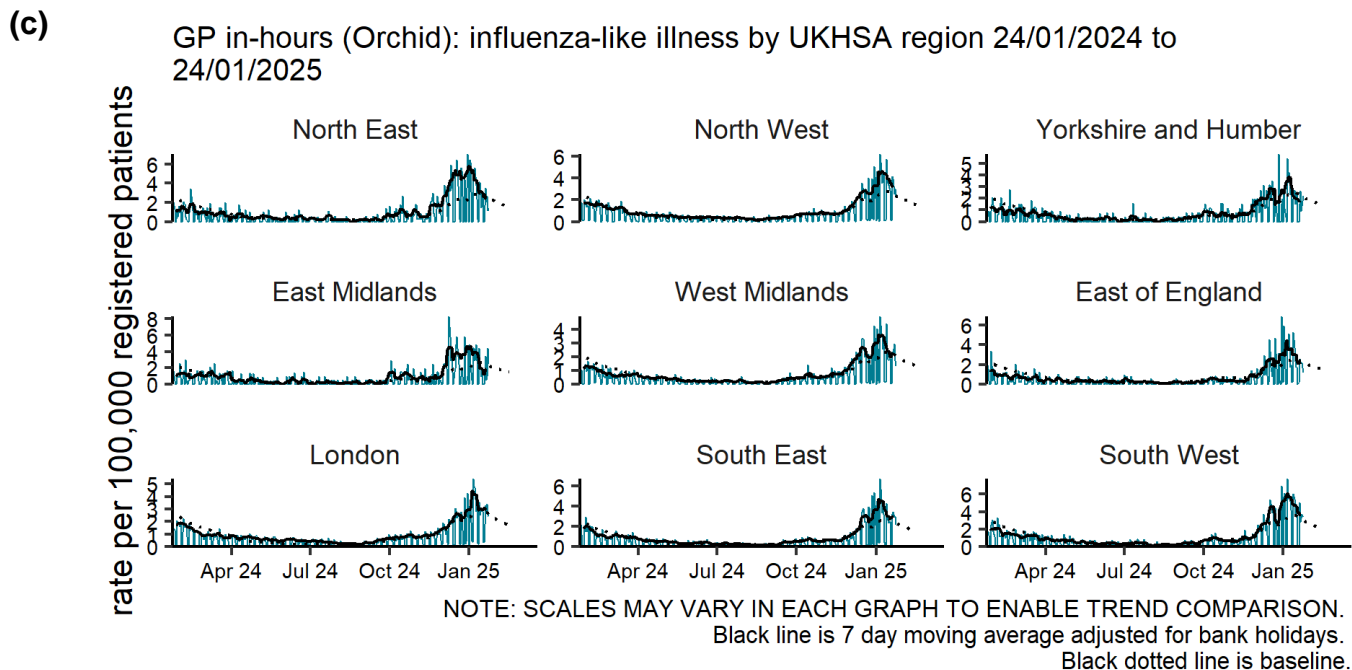 (c)
GP in-hours (Orchid): influenza-like illness by UKHSA region 24/01/2024 to
24/01/2025
rate per 100,000 registered patients
North East
6
4
2
0
North West
6
4
2
0
Yorkshire and Humber
5
4
3
2
1
0
East Midlands
8
6
4
2
0
West Midlands
4
3
2
1
0
East of England
6
4
2
0
London
5
4
3
2
1
0
South East
6
4
2
0
South West
6
4
2
0
Apr 24 Jul 24 Oct 24 Jan 25
Apr 24 Jul 24 Oct 24 Jan 25
Apr 24 Jul 24 Oct 24 Jan 25
NOTE: SCALES MAY VARY IN EACH GRAPH TO ENABLE TREND COMPARISON.
Black line is 7 day moving average adjusted for bank holidays.
Black dotted line is baseline.